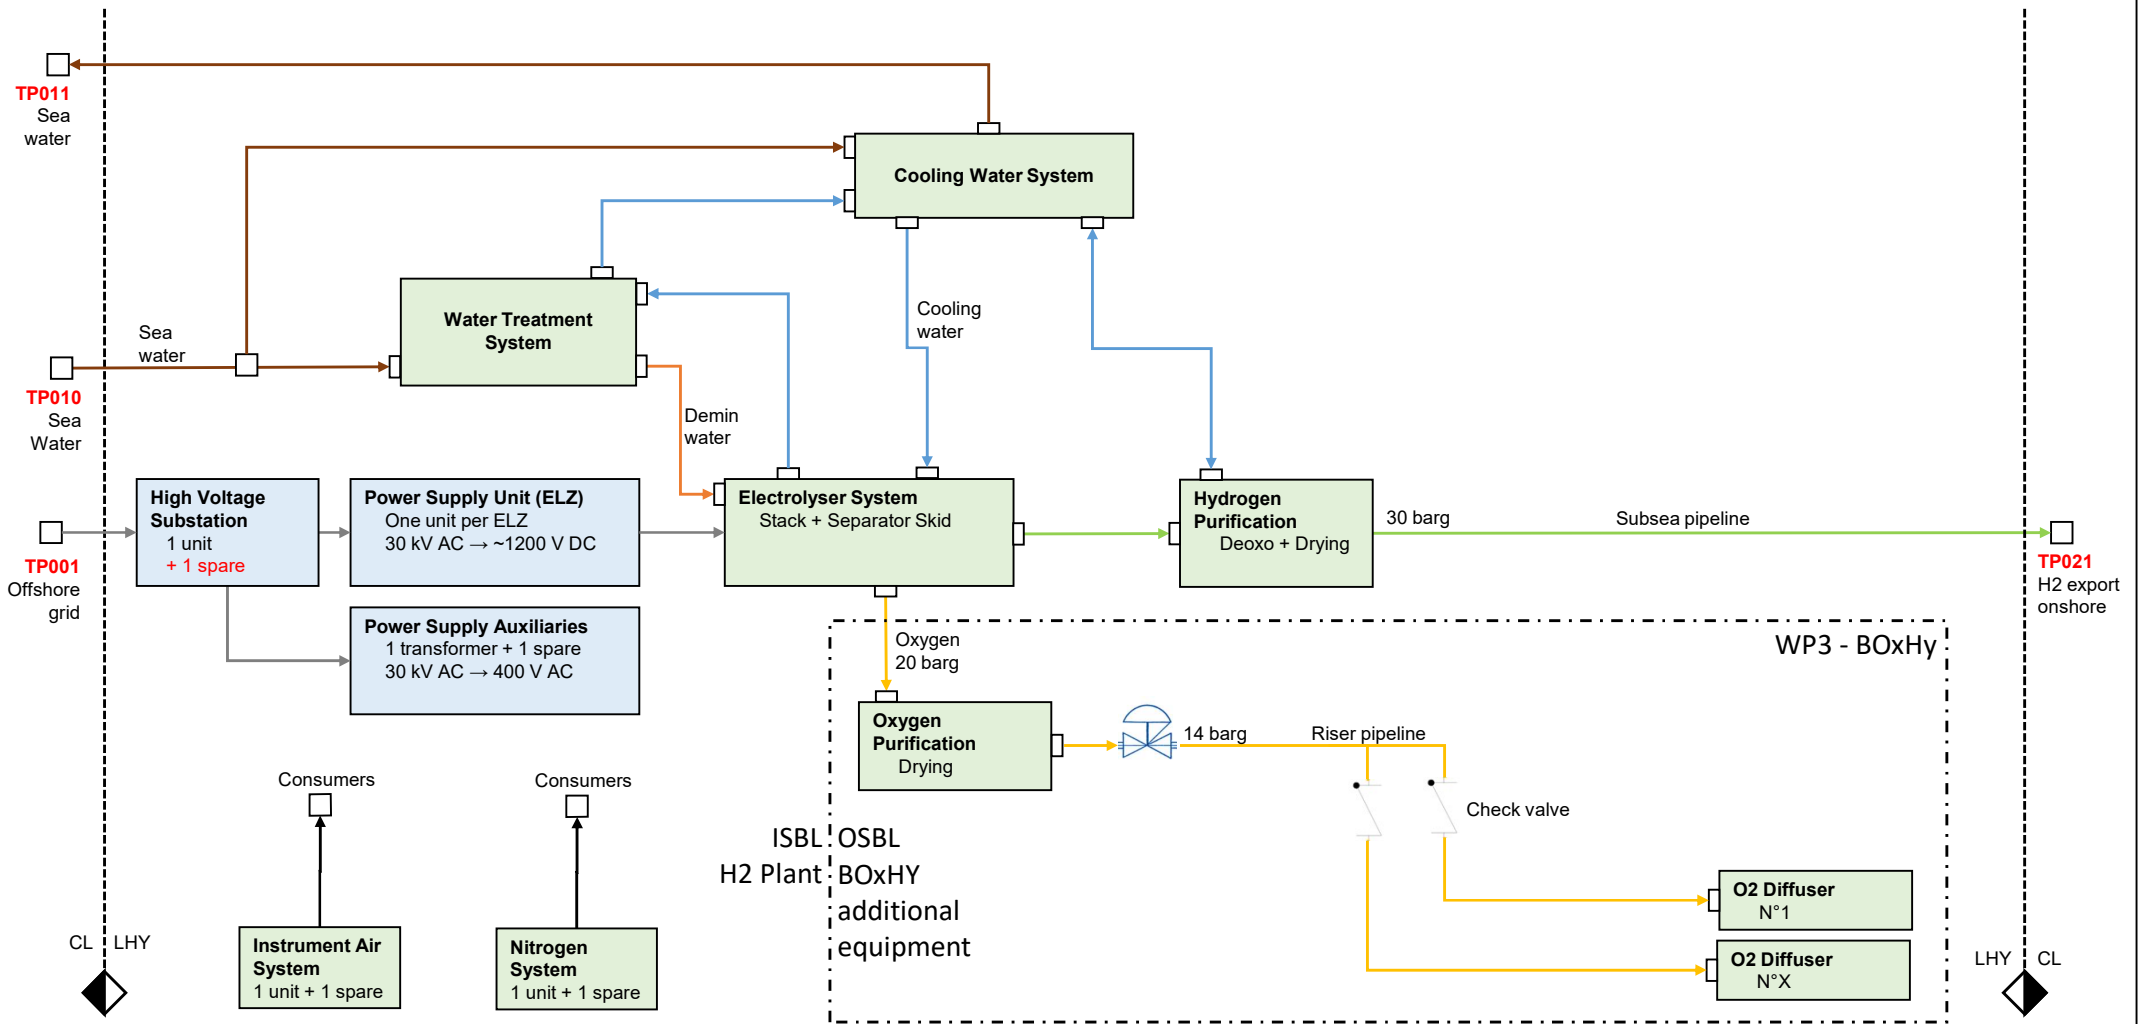 TP011
Sea
water
Cooling Water System
Sea
water
Water Treatment
System
Cooling
water
TP010
Sea
Water
Demin
water
High Voltage
Substation
1 unit
+ 1 spare
Power Supply Unit (ELZ)
One unit per ELZ
30 kV AC → ~1200 V DC
Electrolyser System
Stack + Separator Skid
Hydrogen
Purification
Deoxo + Drying
30 barg
Subsea pipeline
TP001
Offshore
grid
TP021
H2 export
onshore
Power Supply Auxiliaries
1 transformer + 1 spare
30 kV AC → 400 V AC
Oxygen
20 barg
WP3 - BOxHy
Oxygen
Purification
Drying
14 barg
Riser pipeline
Check valve
Consumers
Consumers
ISBL
H2 Plant
OSBL
BOxHY
additional
equipment
O2 Diffuser
N°1
O2 Diffuser
N°X
Instrument Air
System
1 unit + 1 spare
Nitrogen
System
1 unit + 1 spare
CL
LHY
LHY
CL